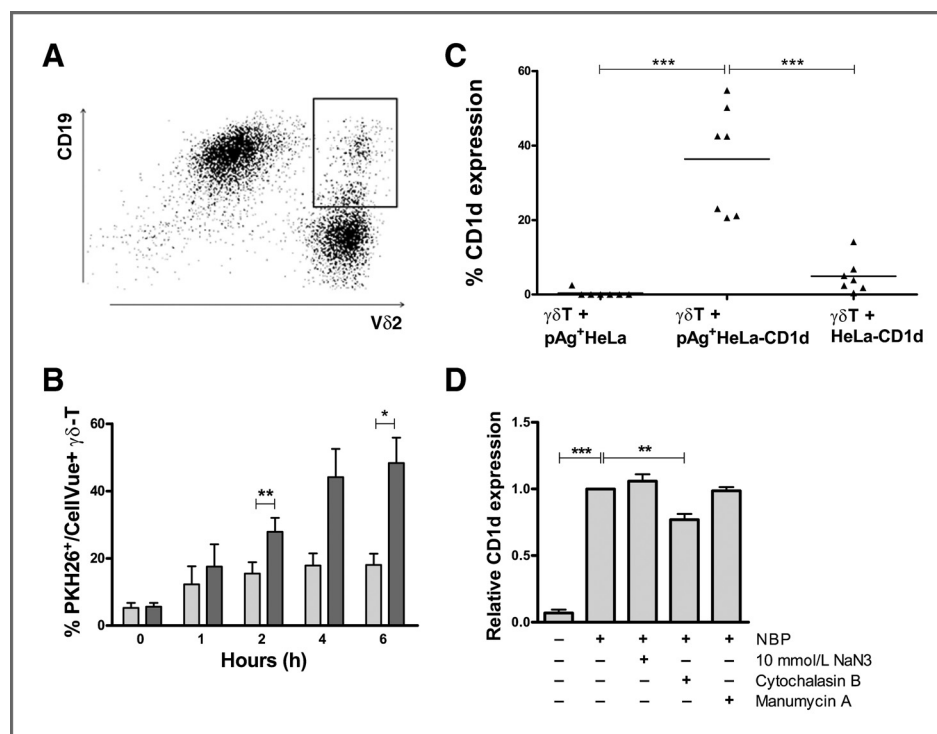 A
CD19
Vδ2
B
% PKH26+/CellVue+ γδ-T
60
40
20
0
**
*
0 1 2 4 6
Hours (h)
C
% CD1d expression
60
40
20
0
*** ***
γδT + γδT + γδT +
pAg+HeLa pAg+HeLa-CD1d HeLa-CD1d
D
Relative CD1d expression
1.5
1.0
0.5
0.0
*** **
– + + + + NBP
– – + – – 10 mmol/L NaN3
– – – + – Cytochalasin B
– – – – + Manumycin A